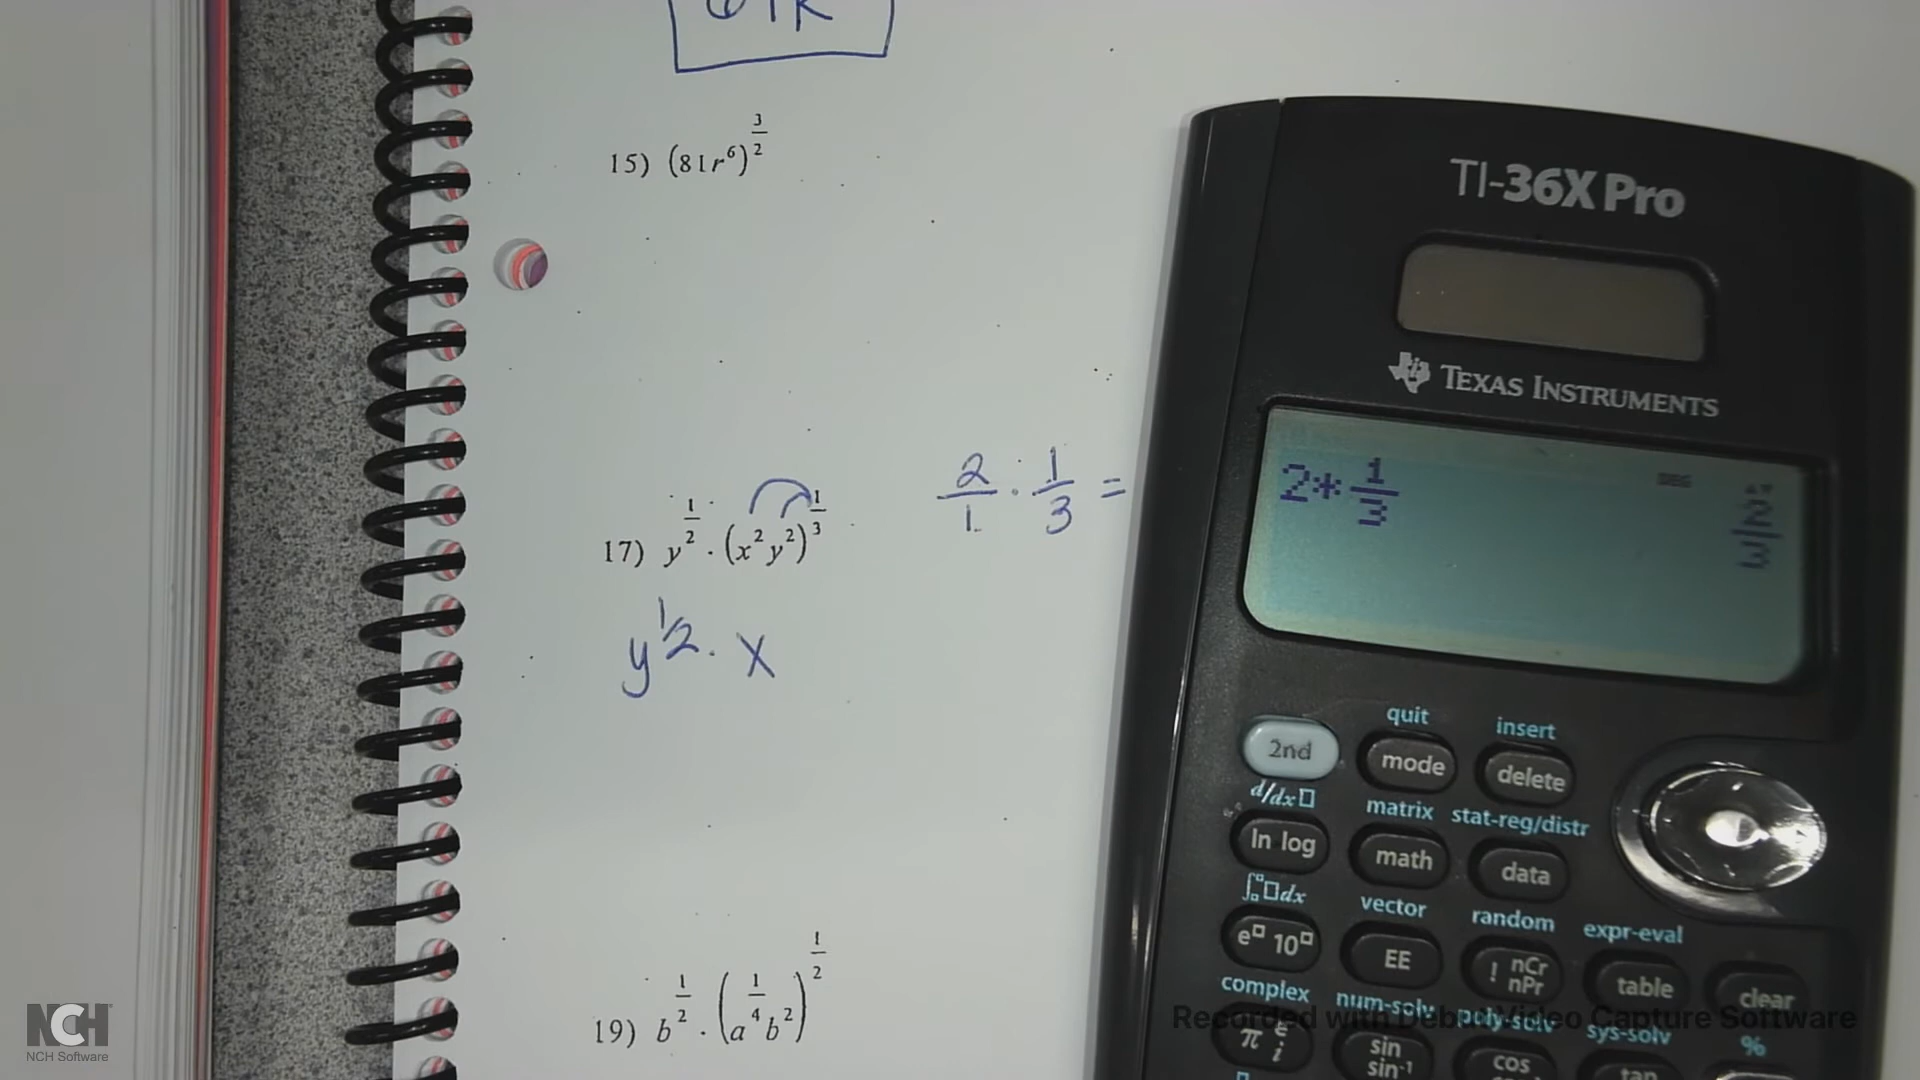 15) (81r⁶)^(3/2)
17) y^(1/2) · (x²y²)^(1/3)
2/1 · 1/3 =
y^(1/2) · x
19) b^(1/2) · (a^(1/4) b²)^(1/2)
TI-36X Pro
TEXAS INSTRUMENTS
DEG
2*1/3
2/3
quit insert
2nd mode delete
d/dx□ matrix stat-reg/distr
ln log math data
∫□dx vector random expr-eval
e□ 10□ EE ! nCr nPr table clear
complex num-solv poly-solv sys-solv %
π e i sin sin-1 cos tan
NCH
NCH Software
Recorded with Debut Video Capture Software